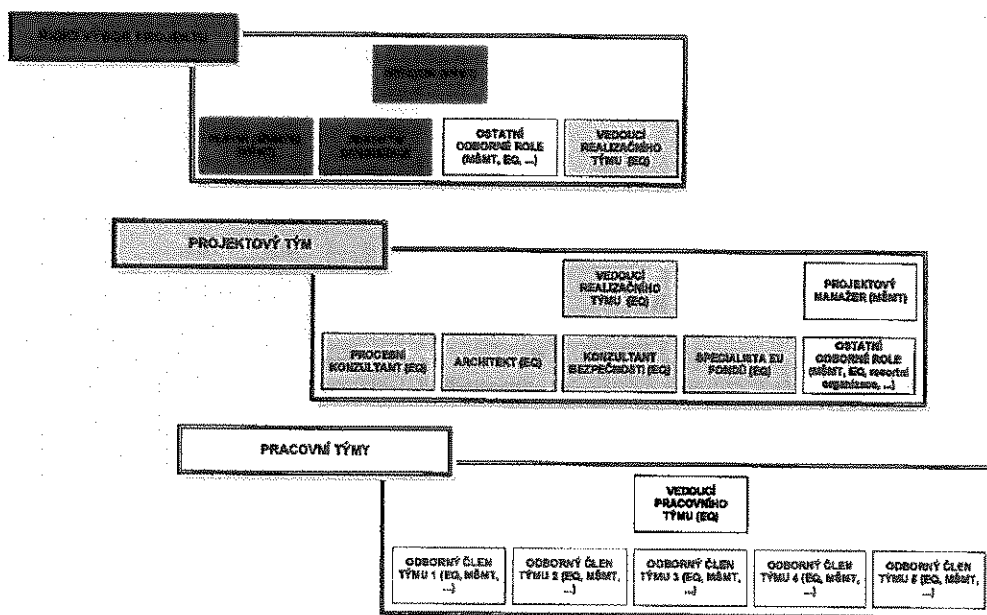 OSTATNÍ
ODBORNÉ ROLE
(MŠMT, EQ, ...)
VEDOUCÍ
REALIZAČNÍHO
TÝMU (EQ)
PROJEKTOVÝ TÝM
VEDOUCÍ
REALIZAČNÍHO
TÝMU (EQ)
PROJEKTOVÝ
MANAŽER (MŠMT)
PROCESNÍ
KONZULTANT (EQ)
ARCHITEKT (EQ)
KONZULTANT
BEZPEČNOSTI (EQ)
SPECIALISTA EU
FONDŮ (EQ)
OSTATNÍ
ODBORNÉ ROLE
(MŠMT, EQ, resortní
organizace, ...)
PRACOVNÍ TÝMY
VEDOUCÍ
PRACOVNÍHO
TÝMU (EQ)
ODBORNÝ ČLEN
TÝMU 1 (EQ, MŠMT,
...)
ODBORNÝ ČLEN
TÝMU 2 (EQ, MŠMT,
...)
ODBORNÝ ČLEN
TÝMU 3 (EQ, MŠMT,
...)
ODBORNÝ ČLEN
TÝMU 4 (EQ, MŠMT,
...)
ODBORNÝ ČLEN
TÝMU 5 (EQ, MŠMT,
...)